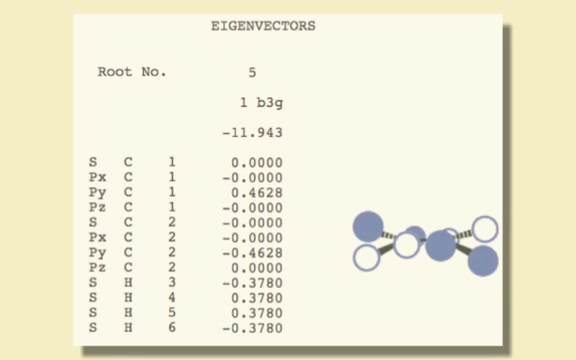 EIGENVECTORS
Root No. 5
1 b3g
-11.943
S C 1 0.0000
Px C 1 -0.0000
Py C 1 0.4628
Pz C 1 -0.0000
S C 2 -0.0000
Px C 2 -0.0000
Py C 2 -0.4628
Pz C 2 0.0000
S H 3 -0.3780
S H 4 0.3780
S H 5 0.3780
S H 6 -0.3780